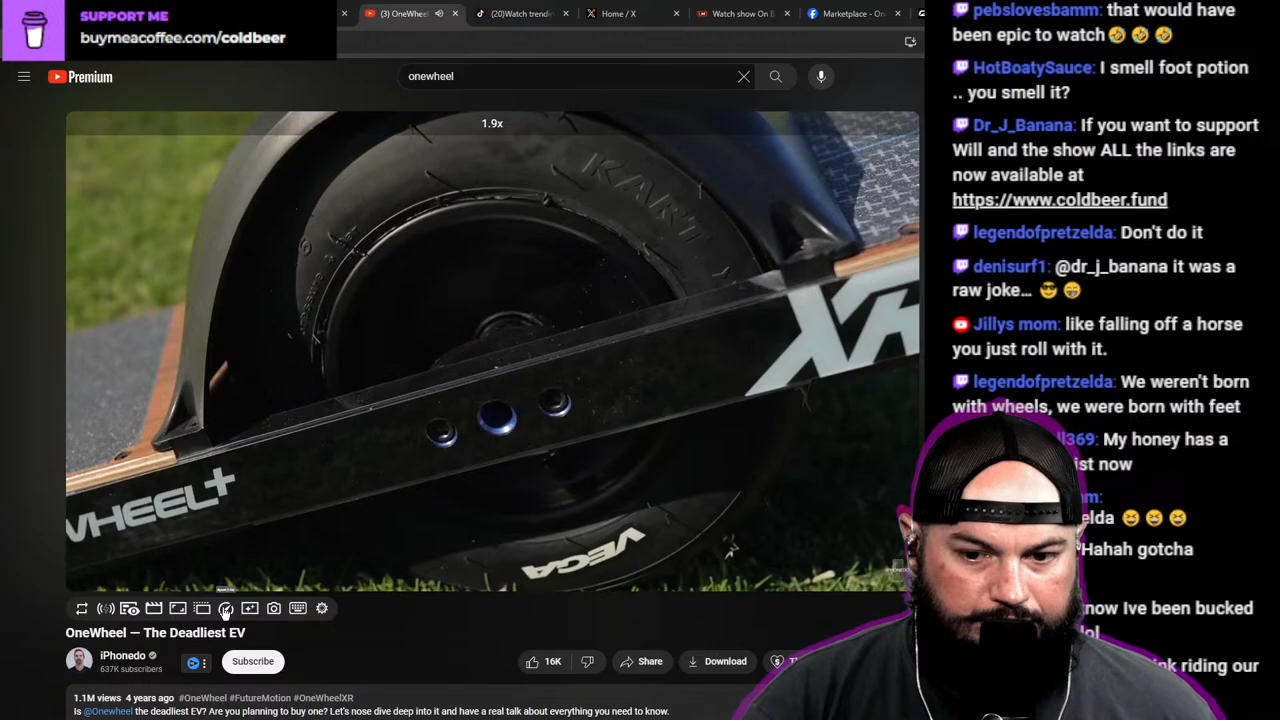 SUPPORT ME
buymeacoffee.com/coldbeer
(3) OneWheel
(20)Watch trendin
Home / X
Watch show On B
Marketplace - On
Premium
onewheel
1.9x
KART
XR
WHEEL+
VEGA
OneWheel — The Deadliest EV
iPhonedo
637K subscribers
Subscribe
16K
Share
Download
1.1M views 4 years ago #OneWheel #FutureMotion #OneWheelXR
Is @Onewheel the deadliest EV? Are you planning to buy one? Let's nose dive deep into it and have a real talk about everything you need to know.
pebslovesbamm: that would have
been epic to watch🤣 🤣 🤣
HotBoatySauce: I smell foot potion
.. you smell it?
Dr_J_Banana: If you want to support
Will and the show ALL the links are
now available at
https://www.coldbeer.fund
legendofpretzelda: Don't do it
denisurf1: @dr_j_banana it was a
raw joke… 😎 😁
Jillys mom: like falling off a horse
you just roll with it.
legendofpretzelda: We weren't born
with wheels, we were born with feet
369: My honey has a
just now
elda 😆 😆 😆
Hahah gotcha
now Ive been bucked
lol
riding our